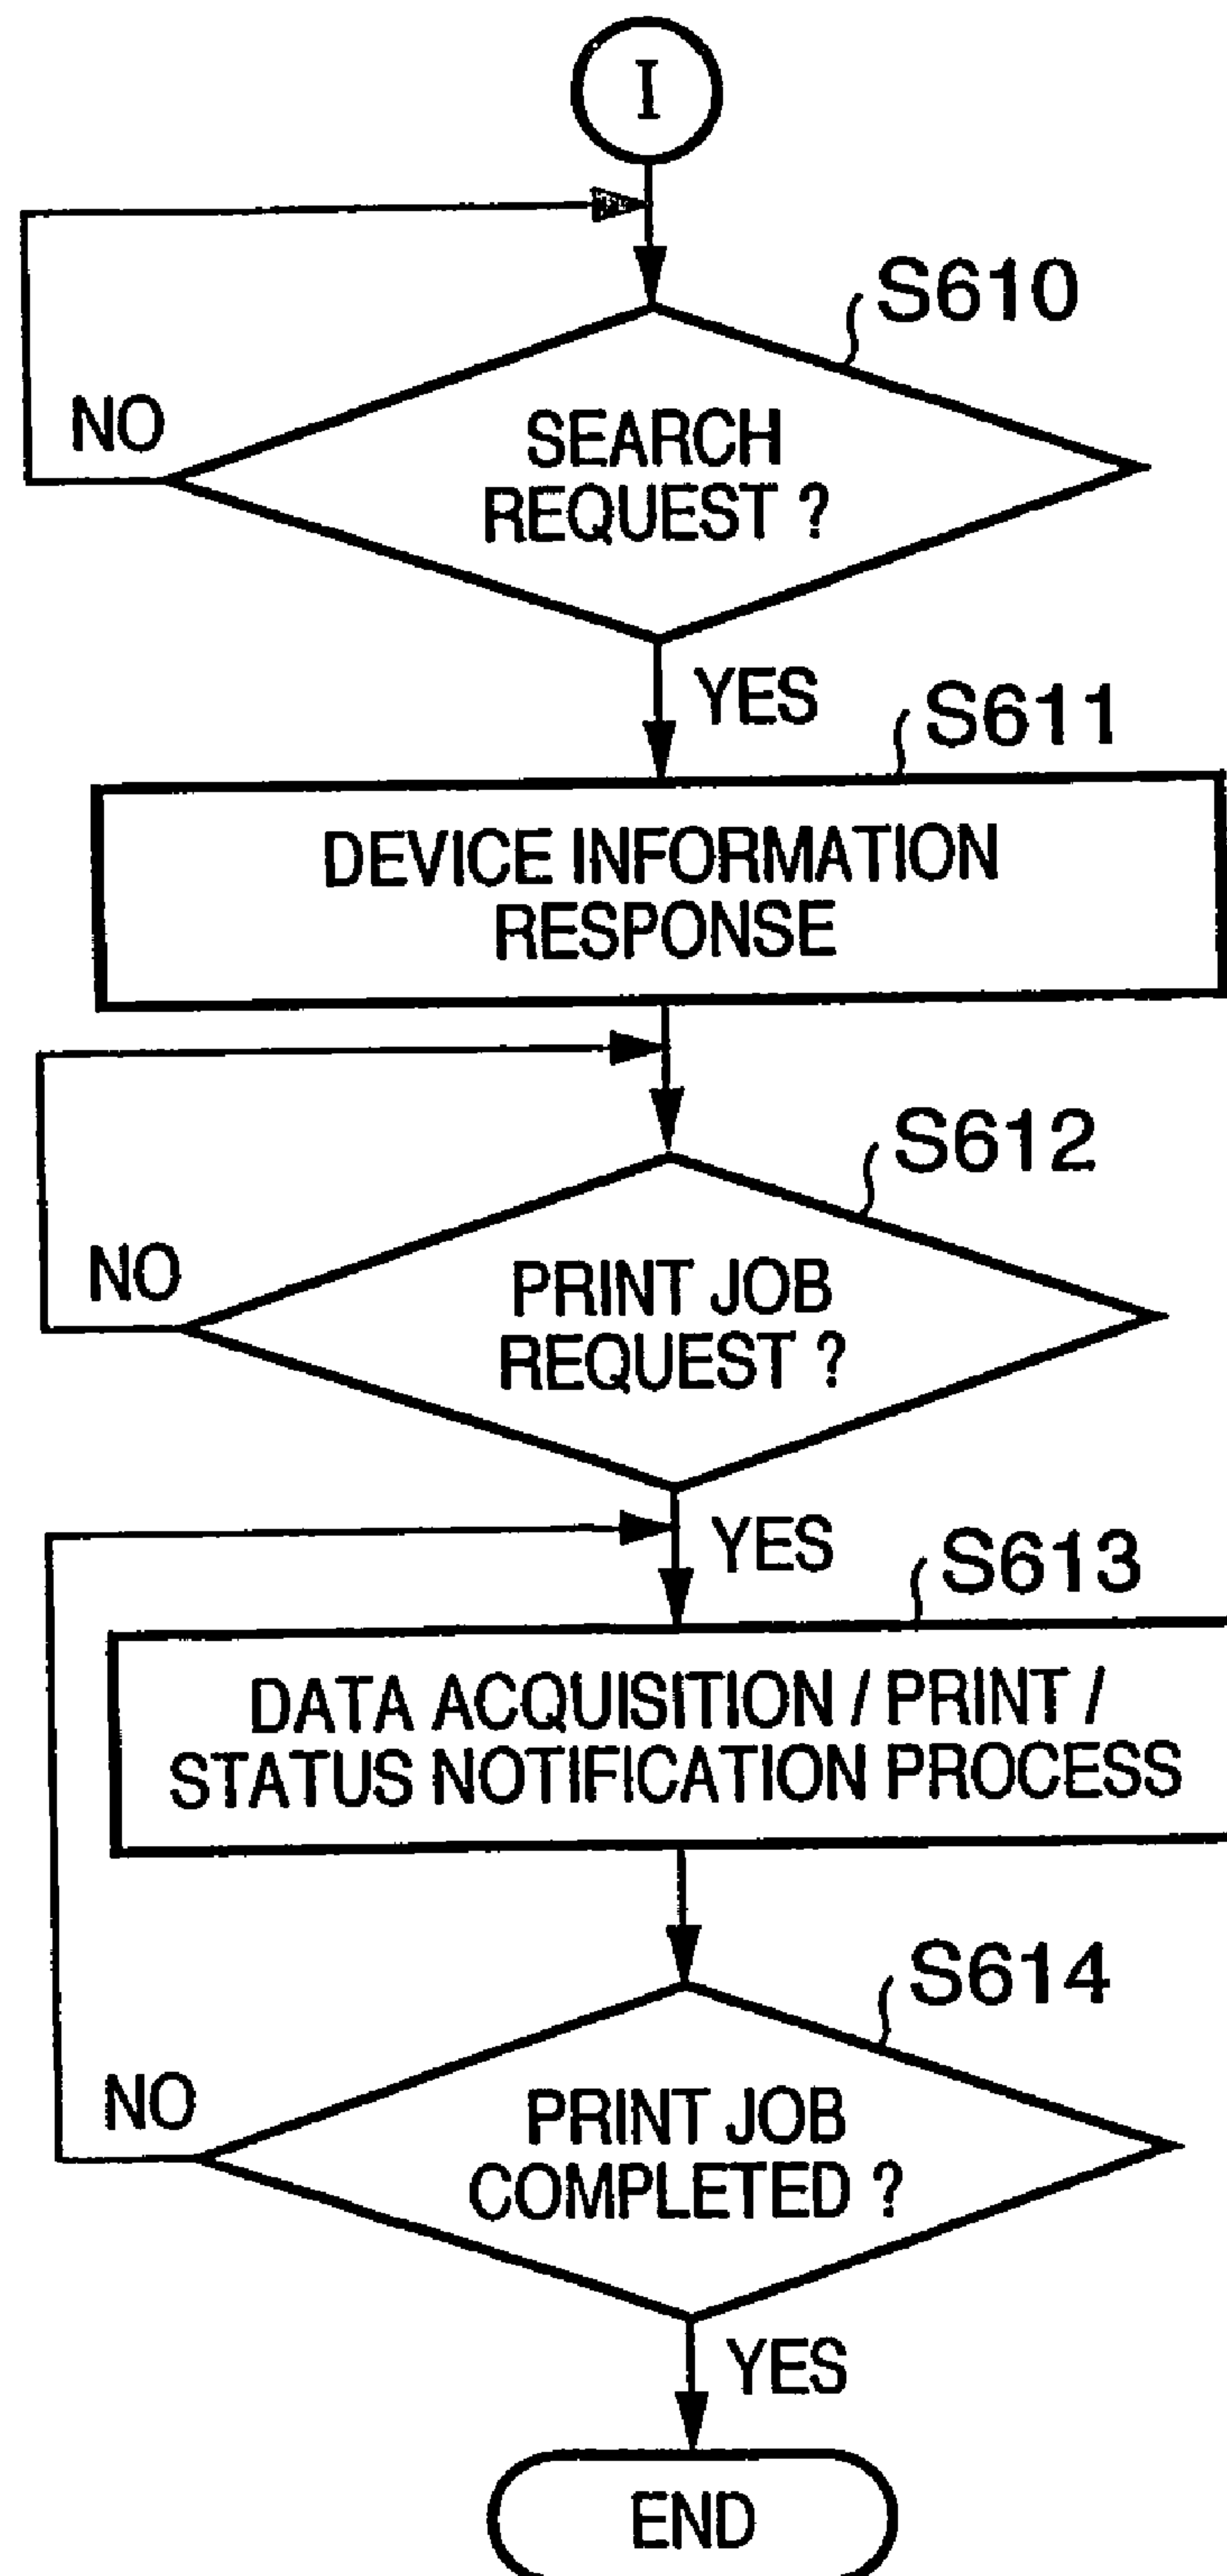 I
S610
SEARCH
REQUEST ?
NO
YES
S611
DEVICE INFORMATION
RESPONSE
S612
PRINT JOB
REQUEST ?
NO
YES
S613
DATA ACQUISITION / PRINT /
STATUS NOTIFICATION PROCESS
S614
PRINT JOB
COMPLETED ?
NO
YES
END